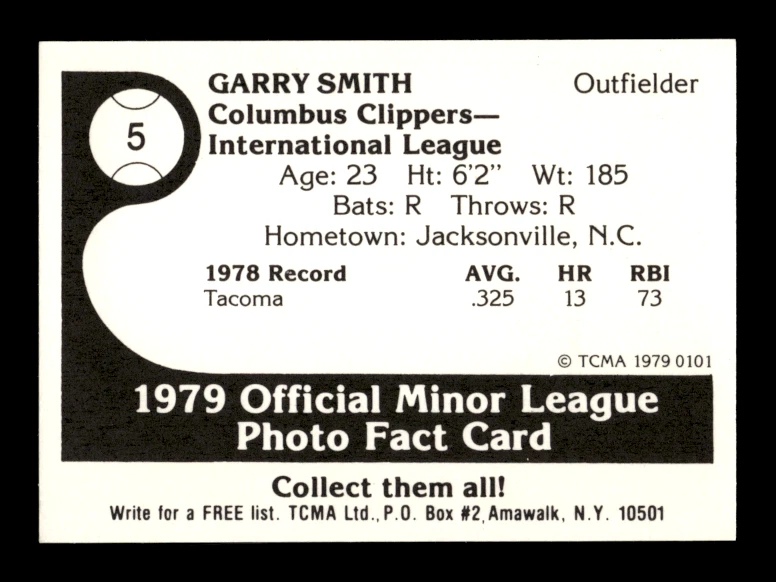 5
GARRY SMITH Outfielder
Columbus Clippers—
International League
Age: 23 Ht: 6'2" Wt: 185
Bats: R Throws: R
Hometown: Jacksonville, N.C.
1978 Record AVG. HR RBI
Tacoma .325 13 73
© TCMA 1979 0101
1979 Official Minor League
Photo Fact Card
Collect them all!
Write for a FREE list. TCMA Ltd., P.O. Box #2, Amawalk, N.Y. 10501